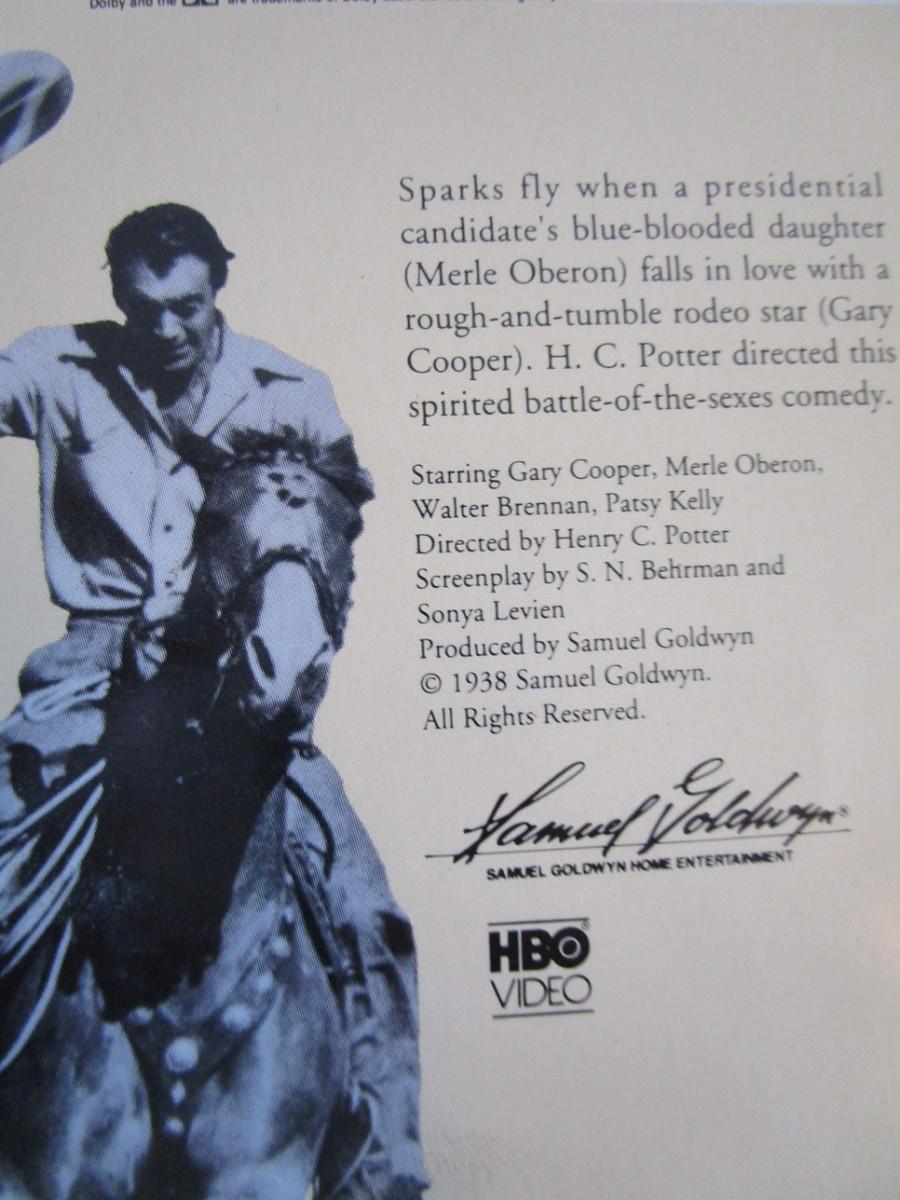 Dolby and the
Sparks fly when a presidential
candidate's blue-blooded daughter
(Merle Oberon) falls in love with a
rough-and-tumble rodeo star (Gary
Cooper). H. C. Potter directed this
spirited battle-of-the-sexes comedy.
Starring Gary Cooper, Merle Oberon,
Walter Brennan, Patsy Kelly
Directed by Henry C. Potter
Screenplay by S. N. Behrman and
Sonya Levien
Produced by Samuel Goldwyn
© 1938 Samuel Goldwyn.
All Rights Reserved.
Samuel Goldwyn®
SAMUEL GOLDWYN HOME ENTERTAINMENT
HBO®
VIDEO